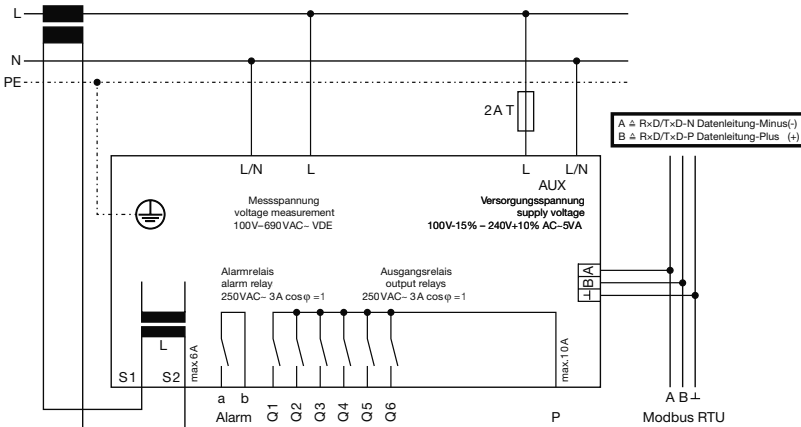 L
N
PE
2A T
A ≙ R×D/T×D-N Datenleitung-Minus(-)
B ≙ R×D/T×D-P Datenleitung-Plus (+)
L/N
L
L
L/N
AUX
Messspannung
voltage measurement
100V–690VAC~ VDE
Versorgungsspannung
supply voltage
100V-15% – 240V+10% AC~5VA
Alarmrelais
alarm relay
250VAC~ 3A cosφ =1
Ausgangsrelais
output relays
250VAC~ 3A cosφ =1
A
B
⊥
L
S1
S2
max.6A
max.10A
a
b
Alarm
Q1
Q2
Q3
Q4
Q5
Q6
P
A B ⊥
Modbus RTU